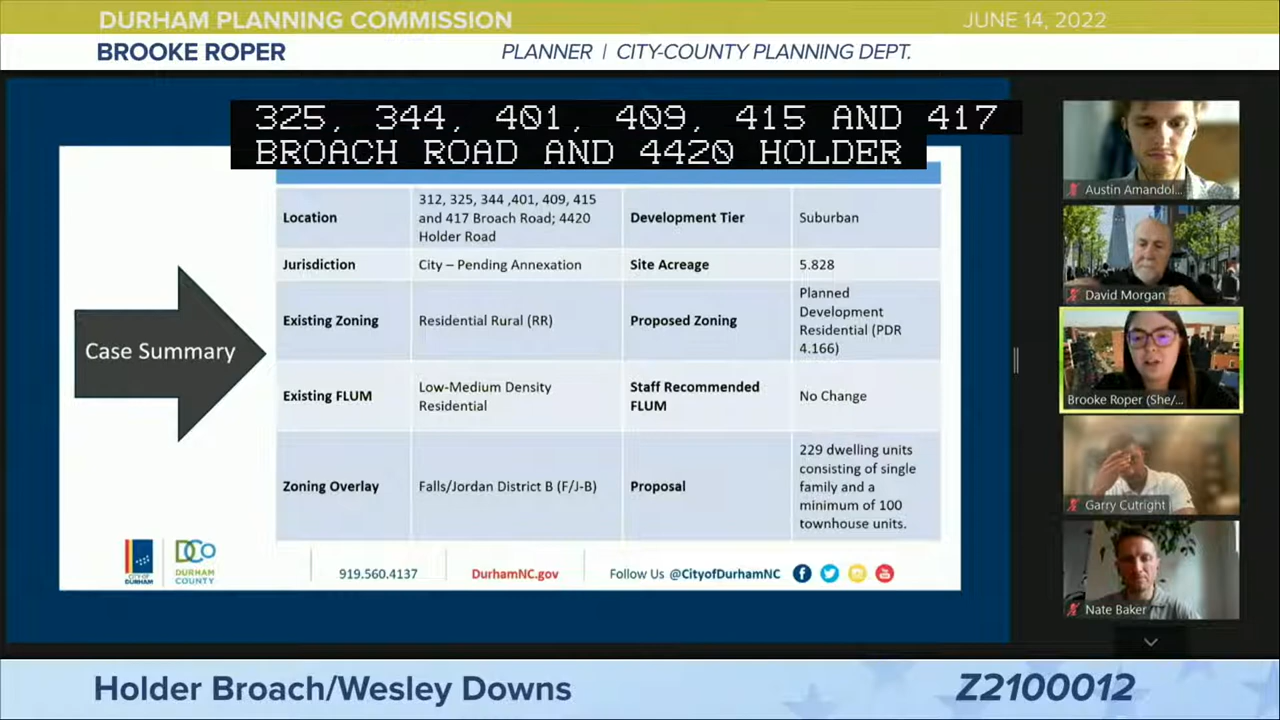 DURHAM PLANNING COMMISSION
JUNE 14, 2022
BROOKE ROPER
PLANNER | CITY-COUNTY PLANNING DEPT.
325, 344, 401, 409, 415 AND 417
BROACH ROAD AND 4420 HOLDER
Case Summary
Location
312, 325, 344 ,401, 409, 415
and 417 Broach Road; 4420
Holder Road
Development Tier
Suburban
Jurisdiction
City – Pending Annexation
Site Acreage
5.828
Existing Zoning
Residential Rural (RR)
Proposed Zoning
Planned
Development
Residential (PDR
4.166)
Existing FLUM
Low-Medium Density
Residential
Staff Recommended
FLUM
No Change
Zoning Overlay
Falls/Jordan District B (F/J-B)
Proposal
229 dwelling units
consisting of single
family and a
minimum of 100
townhouse units.
CITY OF
DURHAM
DCo
DURHAM
COUNTY
919.560.4137
DurhamNC.gov
Follow Us @CityofDurhamNC
Austin Amandol...
David Morgan
Brooke Roper (She/...
Garry Cutright
Nate Baker
Holder Broach/Wesley Downs
Z2100012